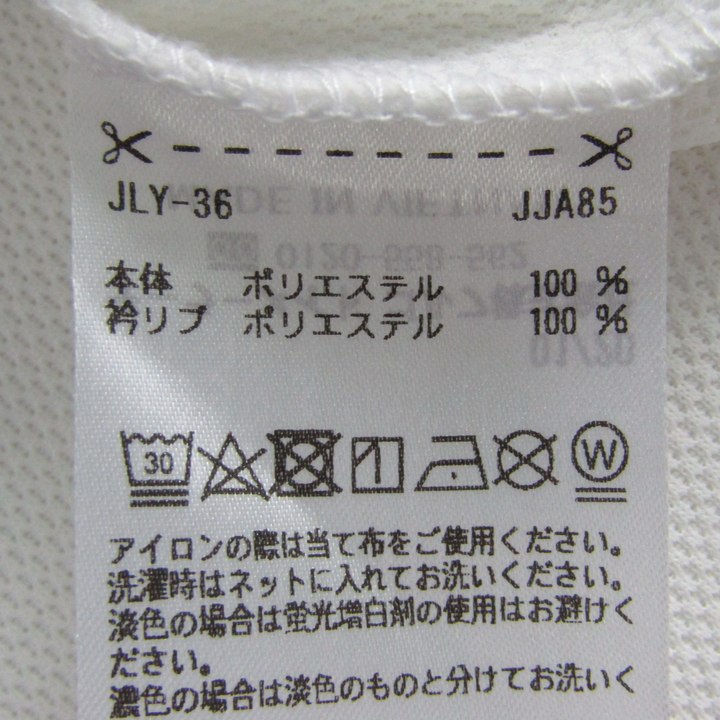 JLY-36 JJA85
本体 ポリエステル 100 %
衿リブ ポリエステル 100 %
30 W
アイロンの際は当て布をご使用ください。
洗濯時はネットに入れてお洗いください。
淡色の場合は蛍光増白剤の使用はお避けく
ださい。
濃色の場合は淡色のものと分けてお洗いく